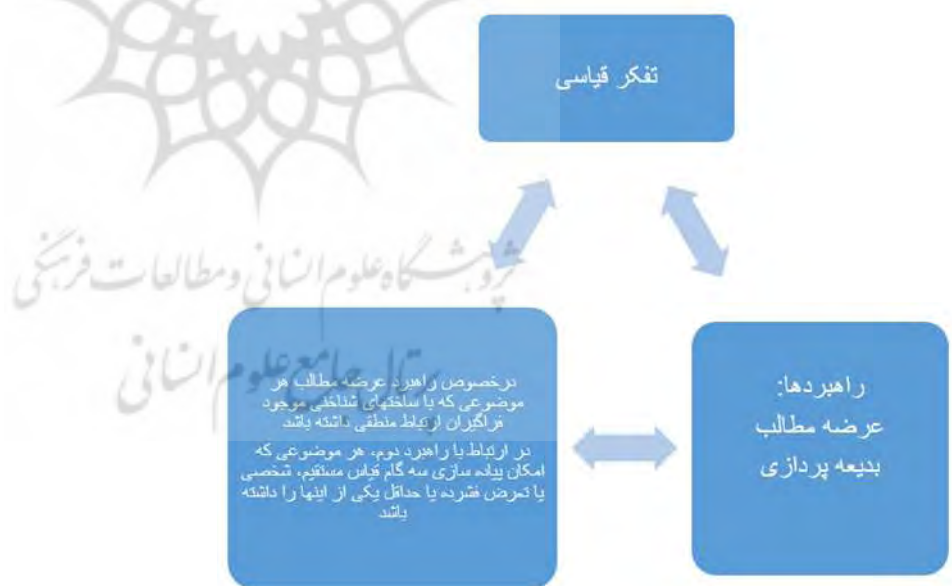 تفکر قیاسی
پژوهشگاه علوم انسانی و مطالعات فرهنگی
پرتال جامع علوم انسانی
درخصوص راهبرد عرضه مطالب هر
موضوعی که با ساختهای شناختی موجود
فراگیران ارتباط منطقی داشته باشد
در ارتباط با راهبرد دوم، هر موضوعی که
امکان پیاده سازی سه گام قیاس مستقیم، شخصی
یا تعرض فشرده یا حداقل یکی از اینها را داشته
باشد
راهبردها:
عرضه مطالب
بدیعه پردازی